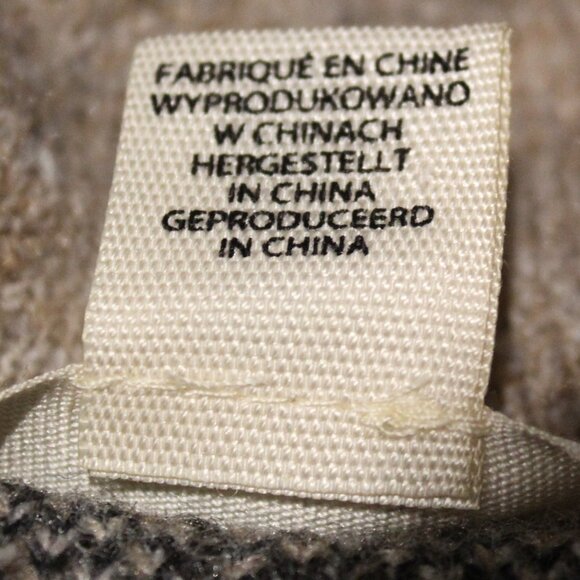 FABRIQUÉ EN CHINE
WYPRODUKOWANO
W CHINACH
HERGESTELLT
IN CHINA
GEPRODUCEERD
IN CHINA